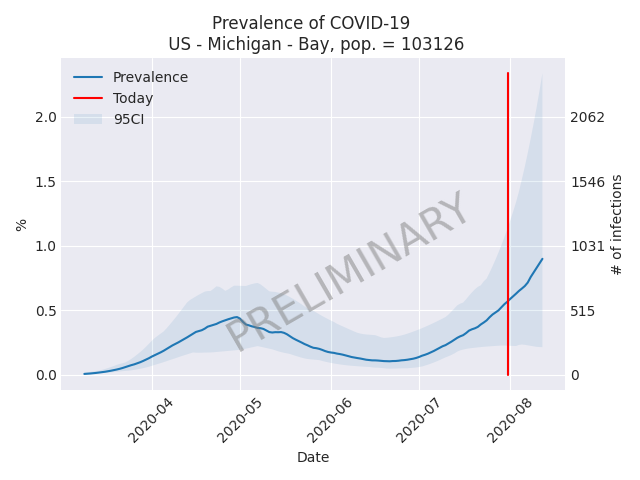 Prevalence of COVID-19
US - Michigan - Bay, pop. = 103126
Prevalence
Today
95CI
2.0
1.5
1.0
0.5
0.0
%
2062
1546
1031
515
0
# of infections
PRELIMINARY
2020-04
2020-05
2020-06
2020-07
2020-08
Date